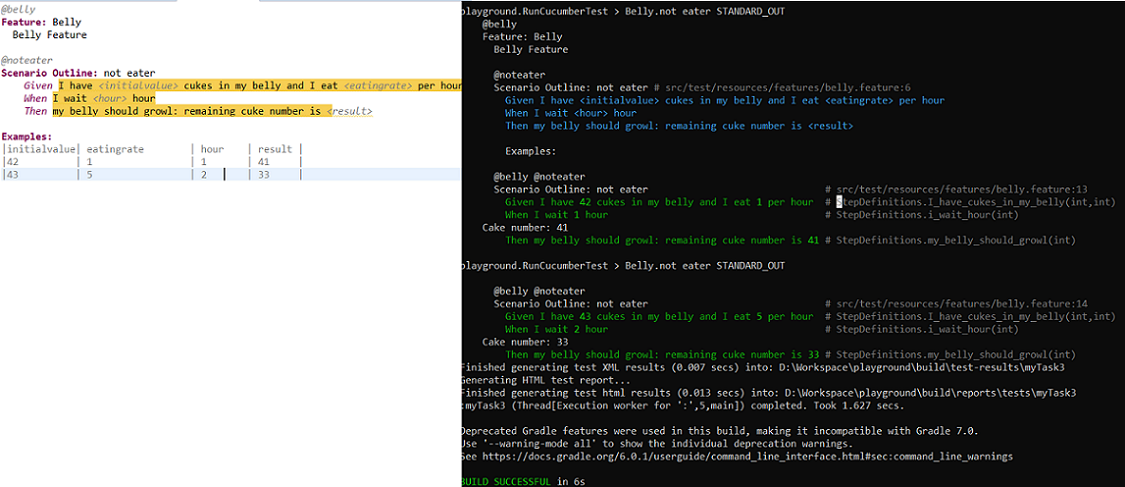 @belly
Feature: Belly
Belly Feature
@noteater
Scenario Outline: not eater
Given I have <initialvalue> cukes in my belly and I eat <eatingrate> per hour
When I wait <hour> hour
Then my belly should growl: remaining cuke number is <result>
Examples:
|initialvalue| eatingrate | hour | result |
|42 | 1 | 1 | 41 |
|43 | 5 | 2 | 33 |
playground.RunCucumberTest > Belly.not eater STANDARD_OUT
@belly
Feature: Belly
Belly Feature
@noteater
Scenario Outline: not eater # src/test/resources/features/belly.feature:6
Given I have <initialvalue> cukes in my belly and I eat <eatingrate> per hour
When I wait <hour> hour
Then my belly should growl: remaining cuke number is <result>
Examples:
@belly @noteater
Scenario Outline: not eater # src/test/resources/features/belly.feature:13
Given I have 42 cukes in my belly and I eat 1 per hour # StepDefinitions.I_have_cukes_in_my_belly(int,int)
When I wait 1 hour # StepDefinitions.i_wait_hour(int)
Cake number: 41
Then my belly should growl: remaining cuke number is 41 # StepDefinitions.my_belly_should_growl(int)
playground.RunCucumberTest > Belly.not eater STANDARD_OUT
@belly @noteater
Scenario Outline: not eater # src/test/resources/features/belly.feature:14
Given I have 43 cukes in my belly and I eat 5 per hour # StepDefinitions.I_have_cukes_in_my_belly(int,int)
When I wait 2 hour # StepDefinitions.i_wait_hour(int)
Cake number: 33
Then my belly should growl: remaining cuke number is 33 # StepDefinitions.my_belly_should_growl(int)
Finished generating test XML results (0.007 secs) into: D:\Workspace\playground\build\test-results\myTask3
Generating HTML test report...
Finished generating test html results (0.013 secs) into: D:\Workspace\playground\build\reports\tests\myTask3
:myTask3 (Thread[Execution worker for ':',5,main]) completed. Took 1.627 secs.
Deprecated Gradle features were used in this build, making it incompatible with Gradle 7.0.
Use '--warning-mode all' to show the individual deprecation warnings.
See https://docs.gradle.org/6.0.1/userguide/command_line_interface.html#sec:command_line_warnings
BUILD SUCCESSFUL in 6s